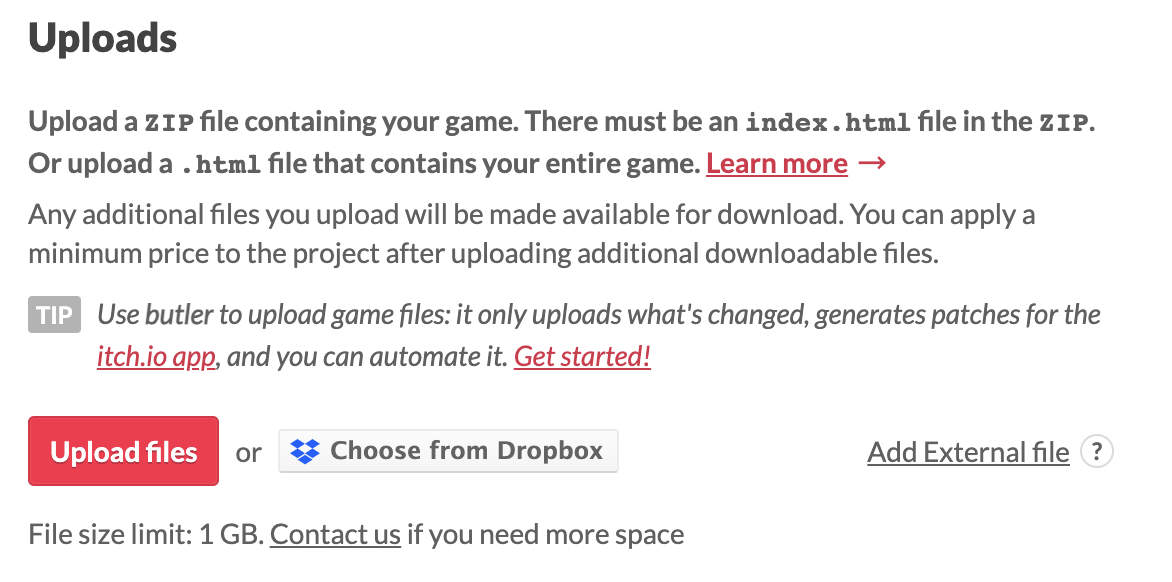 Uploads
Upload a ZIP file containing your game. There must be an index.html file in the ZIP.
Or upload a .html file that contains your entire game. Learn more →
Any additional files you upload will be made available for download. You can apply a
minimum price to the project after uploading additional downloadable files.
TIP Use butler to upload game files: it only uploads what's changed, generates patches for the
itch.io app, and you can automate it. Get started!
Upload files or Choose from Dropbox Add External file ?
File size limit: 1 GB. Contact us if you need more space